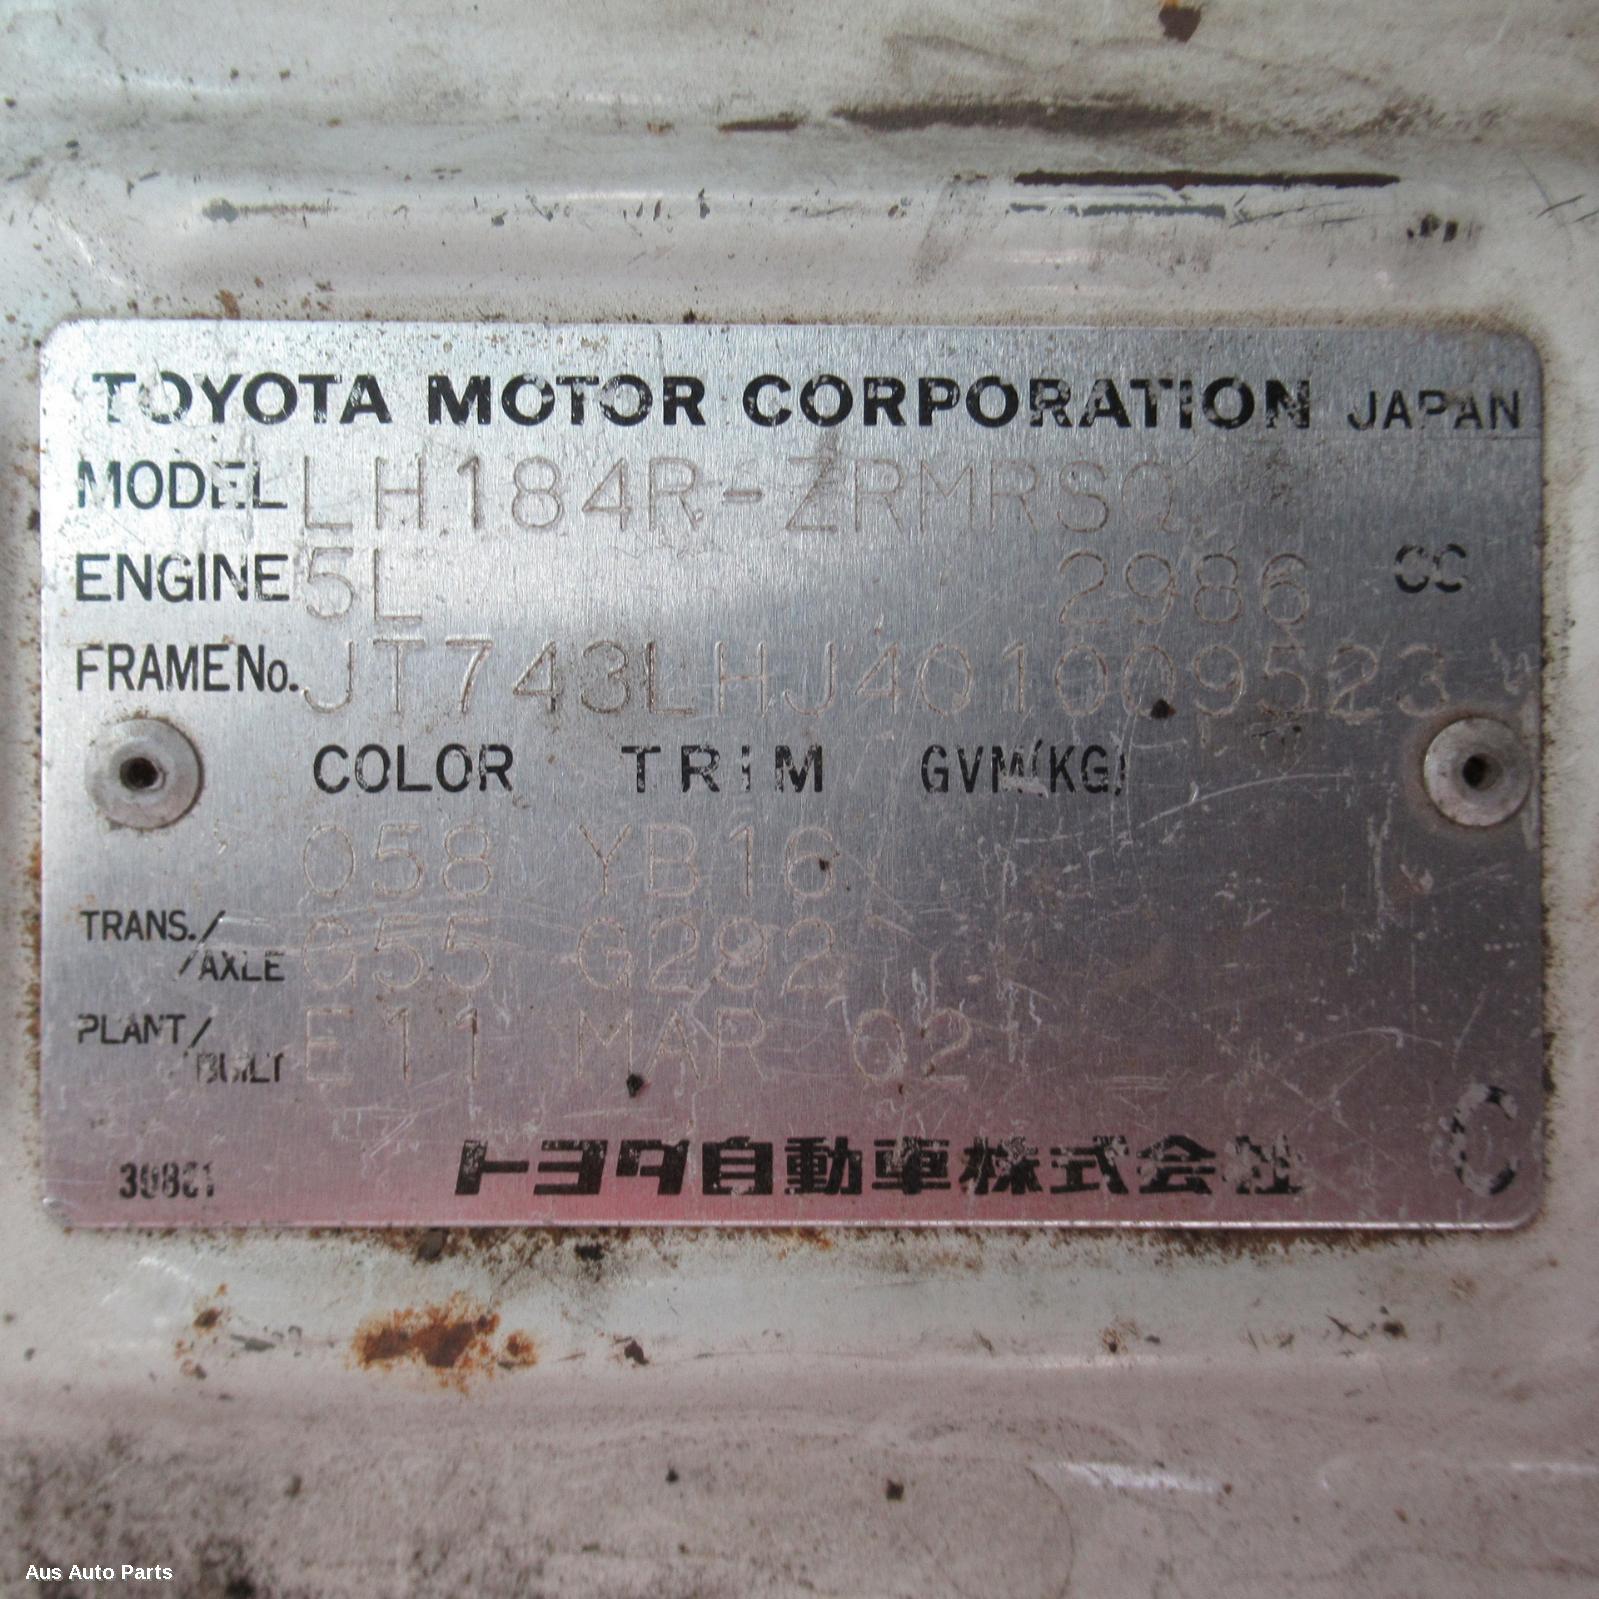 TOYOTA MOTOR CORPORATION JAPAN
MODEL LH184R-ZRMRSQ
ENGINE 5L 2986 CC
FRAME No. JT743LHJ401009523
COLOR TRIM GVM(KG)
058 YB16
TRANS./AXLE G55 G292
PLANT/BUILT E11 MAR 02
30861
トヨタ自動車株式会社
C
Aus Auto Parts